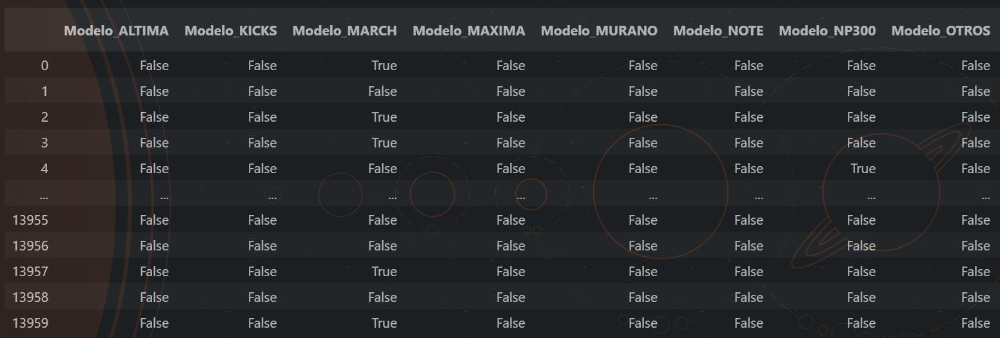 Modelo_ALTIMA Modelo_KICKS Modelo_MARCH Modelo_MAXIMA Modelo_MURANO Modelo_NOTE Modelo_NP300 Modelo_OTROS
0 False False True False False False False False
1 False False False False False False False False
2 False False True False False False False False
3 False False True False False False False False
4 False False False False False False True False
... ... ... ... ... ... ... ... ...
13955 False False False False False False False False
13956 False False False False False False False False
13957 False False True False False False False False
13958 False False False False False False False False
13959 False False True False False False False False